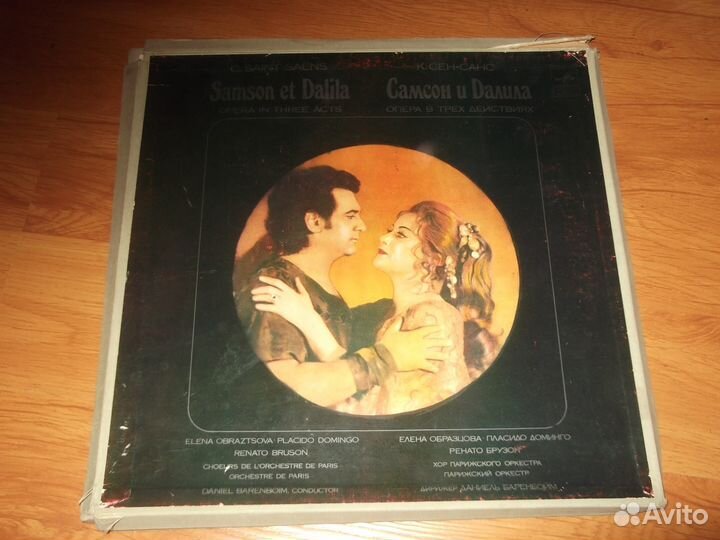 C. SAINT-SAENS
Samson et Dalila
OPERA IN THREE ACTS
К. СЕН-САНС
Самсон и Далила
ОПЕРА В ТРЕХ ДЕЙСТВИЯХ
ELENA OBRAZTSOVA · PLACIDO DOMINGO
RENATO BRUSON
CHOEURS DE L'ORCHESTRE DE PARIS
ORCHESTRE DE PARIS
DANIEL BARENBOIM, CONDUCTOR
ЕЛЕНА ОБРАЗЦОВА · ПЛАСИДО ДОМИНГО
РЕНАТО БРУЗОН
ХОР ПАРИЖСКОГО ОРКЕСТРА
ПАРИЖСКИЙ ОРКЕСТР
ДИРИЖЕР ДАНИЕЛЬ БАРЕНБОЙМ
Avito